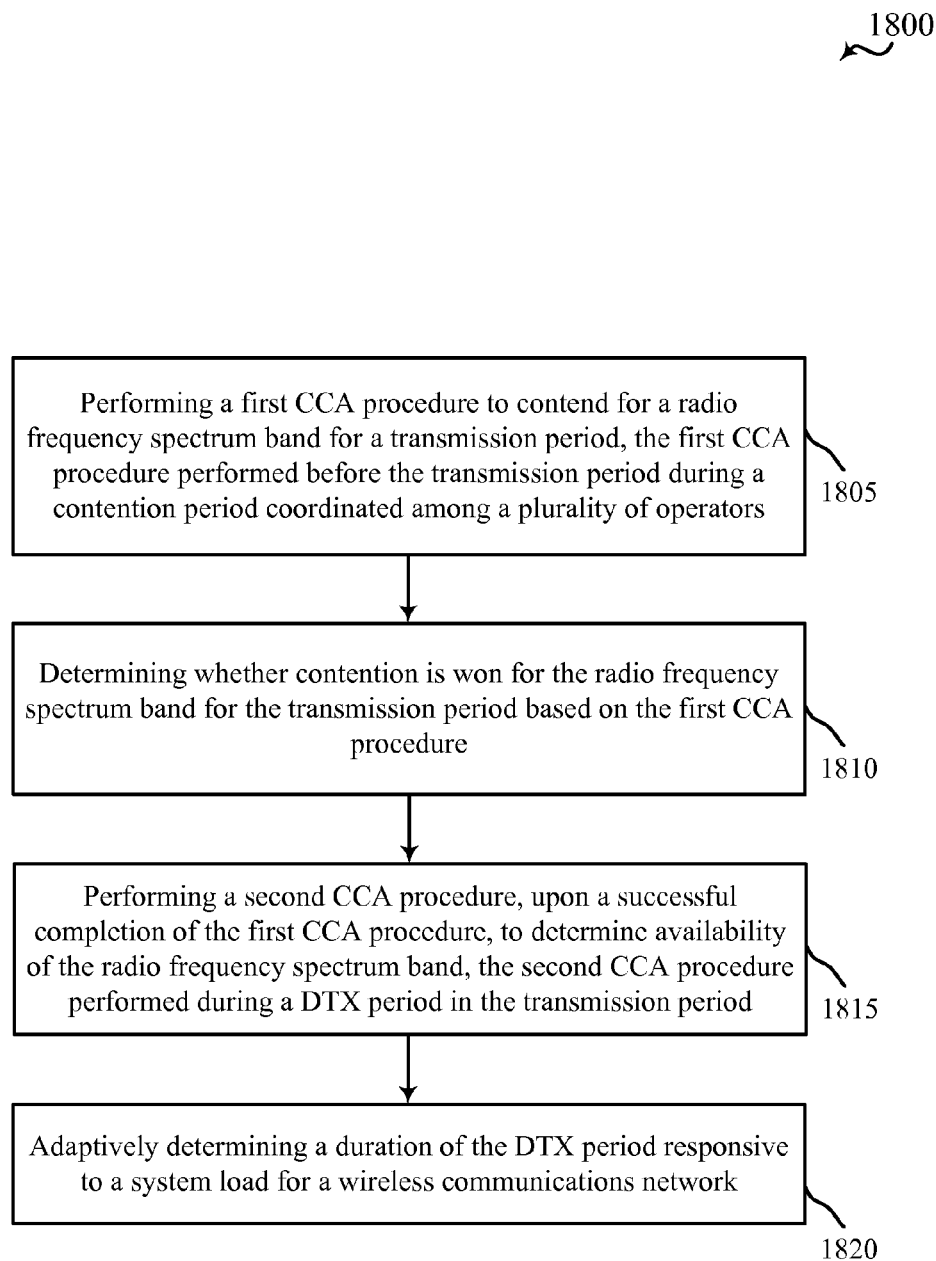 1800
Performing a first CCA procedure to contend for a radio
frequency spectrum band for a transmission period, the first CCA
procedure performed before the transmission period during a
contention period coordinated among a plurality of operators
1805
Determining whether contention is won for the radio frequency
spectrum band for the transmission period based on the first CCA
procedure
1810
Performing a second CCA procedure, upon a successful
completion of the first CCA procedure, to determine availability
of the radio frequency spectrum band, the second CCA procedure
performed during a DTX period in the transmission period
1815
Adaptively determining a duration of the DTX period responsive
to a system load for a wireless communications network
1820